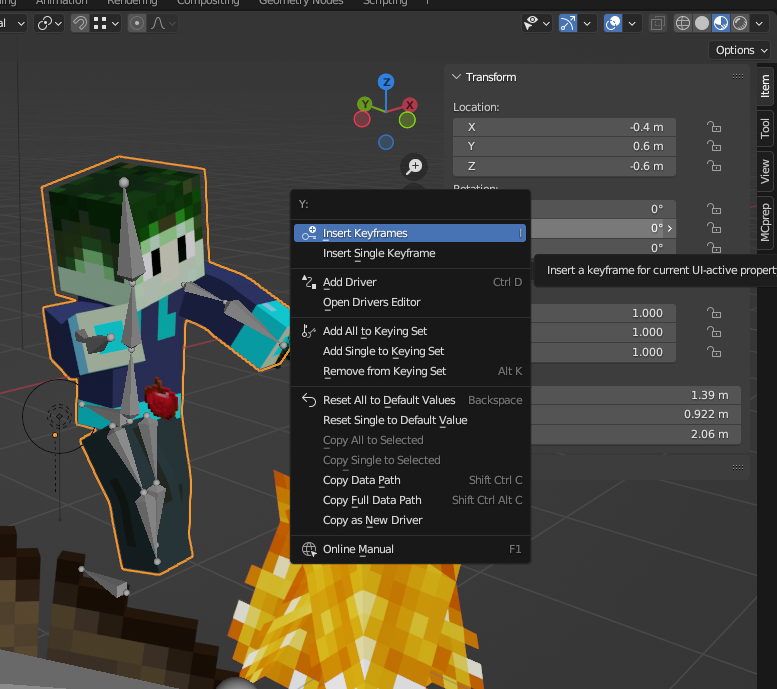 Animation Rendering Compositing Geometry Nodes Scripting
Options
Z
Y X
Transform
Location:
X -0.4 m
Y 0.6 m
Z -0.6 m
Rotation:
0°
0°
0°
1.000
1.000
1.000
1.39 m
0.922 m
2.06 m
Item
Tool
View
MCprep
Y:
Insert Keyframes I
Insert Single Keyframe
Add Driver Ctrl D
Open Drivers Editor
Add All to Keying Set
Add Single to Keying Set
Remove from Keying Set Alt K
Reset All to Default Values Backspace
Reset Single to Default Value
Copy All to Selected
Copy Single to Selected
Copy Data Path Shift Ctrl C
Copy Full Data Path Shift Ctrl Alt C
Copy as New Driver
Online Manual F1
Insert a keyframe for current UI-active propert